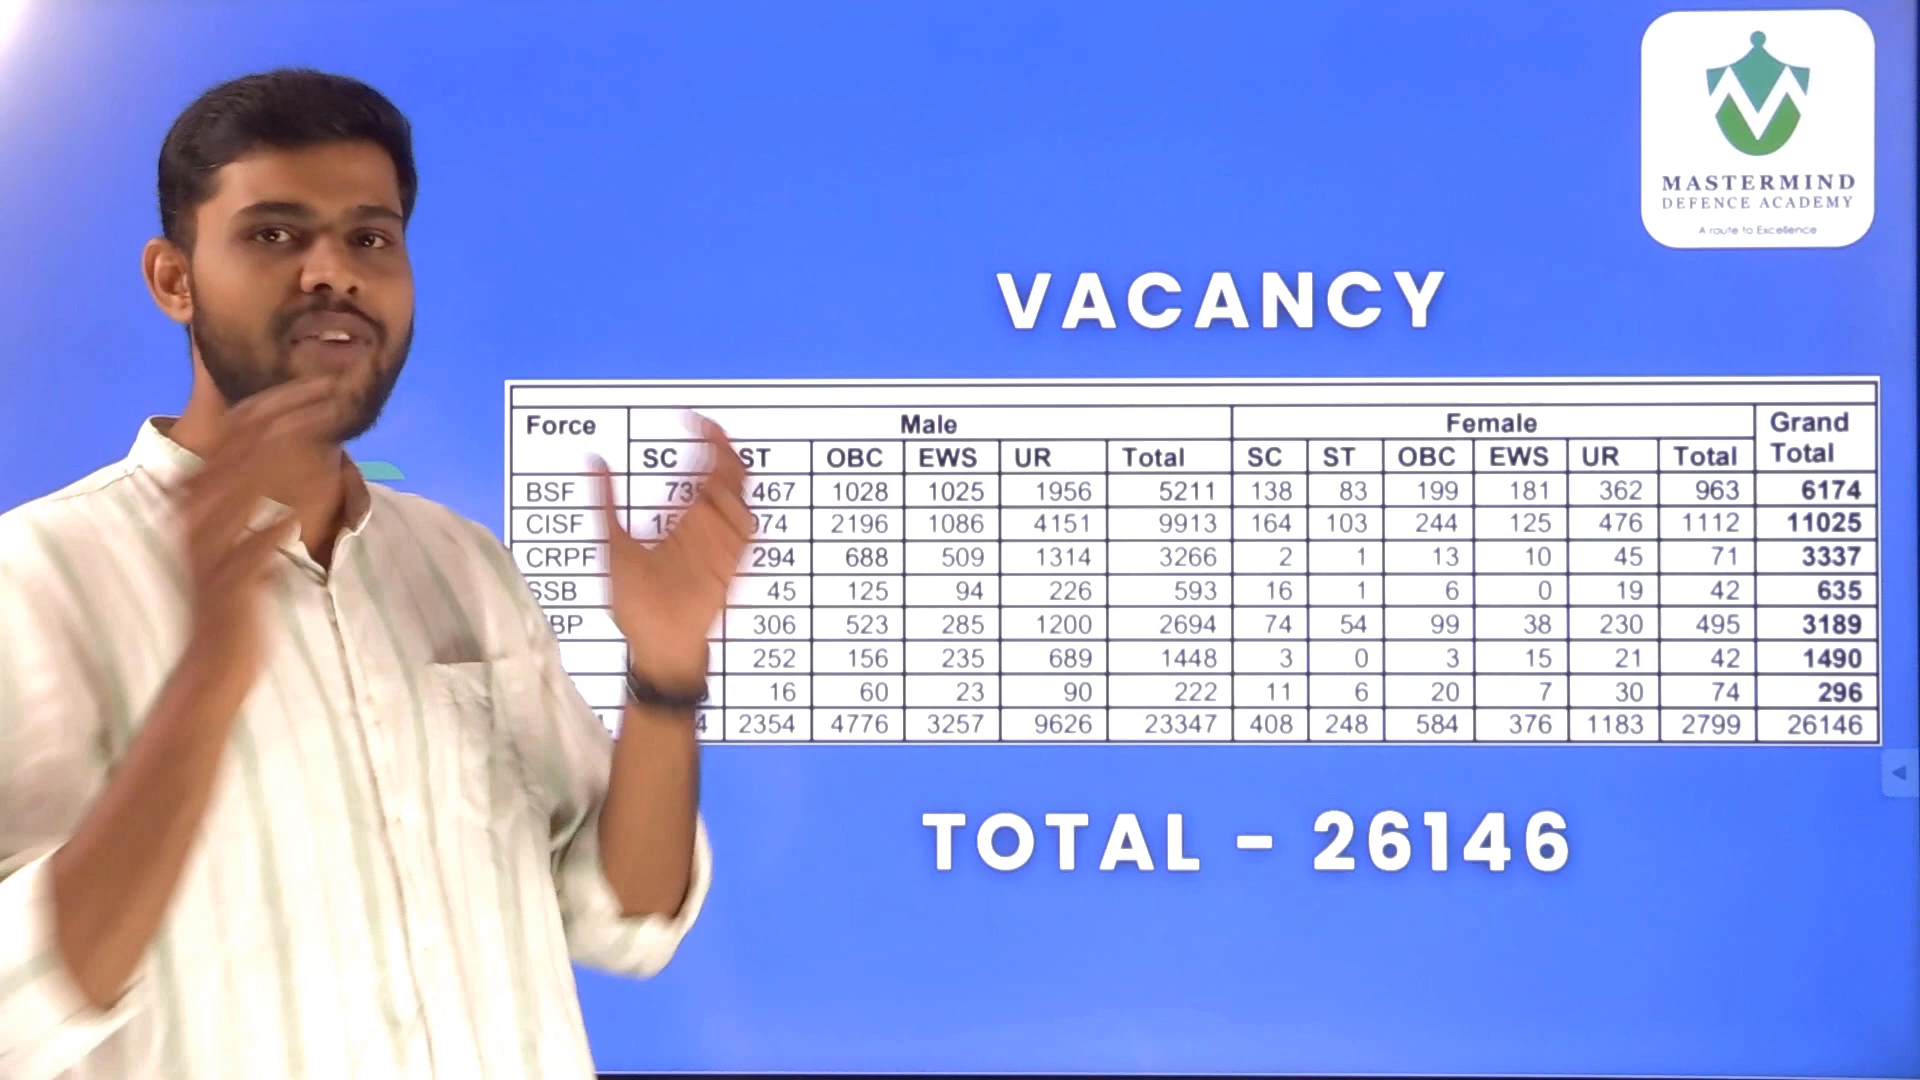 MASTERMIND
DEFENCE ACADEMY
A route to Excellence
VACANCY
Force Male Female Grand Total
SC ST OBC EWS UR Total SC ST OBC EWS UR Total
BSF 467 1028 1025 1956 5211 138 83 199 181 362 963 6174
CISF 2196 1086 4151 9913 164 103 244 125 476 1112 11025
CRPF 294 688 509 1314 3266 2 1 13 10 45 71 3337
SSB 45 125 94 226 593 16 1 6 0 19 42 635
306 523 285 1200 2694 74 54 99 38 230 495 3189
252 156 235 689 1448 3 0 3 15 21 42 1490
16 60 23 90 222 11 6 20 7 30 74 296
2354 4776 3257 9626 23347 408 248 584 376 1183 2799 26146
TOTAL - 26146